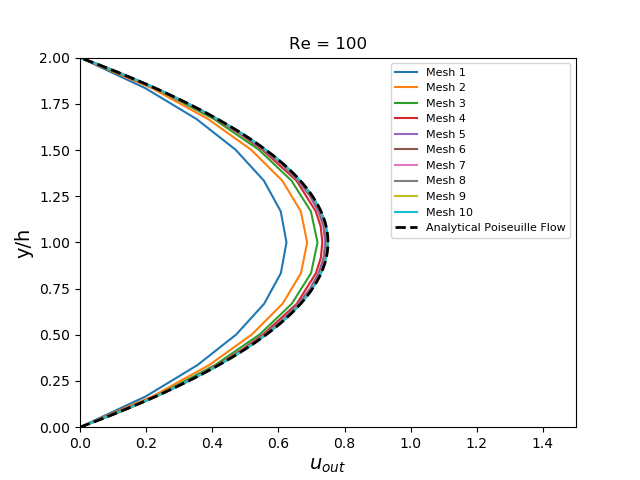 Re = 100
2.00
1.75
1.50
1.25
1.00
0.75
0.50
0.25
0.00
y/h
Mesh 1
Mesh 2
Mesh 3
Mesh 4
Mesh 5
Mesh 6
Mesh 7
Mesh 8
Mesh 9
Mesh 10
Analytical Poiseuille Flow
0.0 0.2 0.4 0.6 0.8 1.0 1.2 1.4
u_out